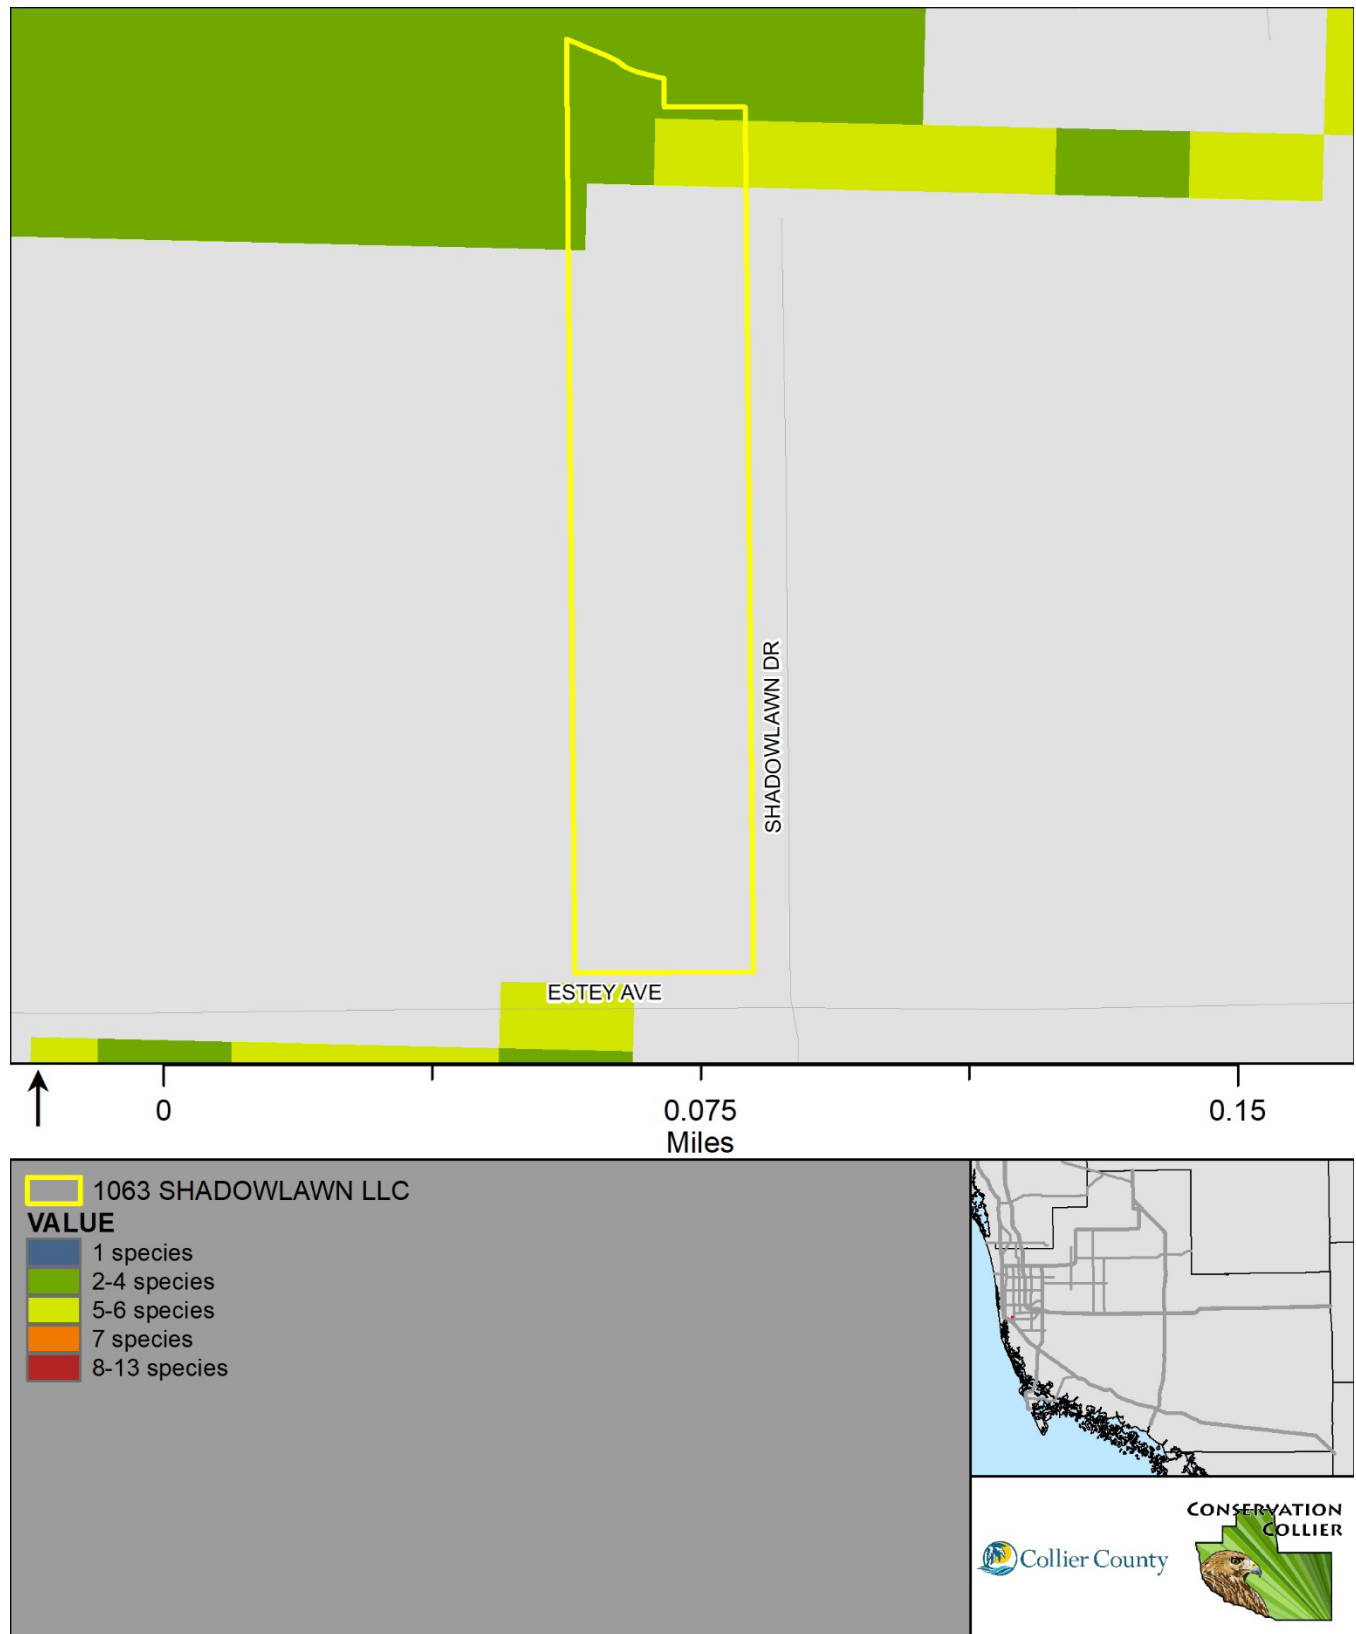 SHADOWLAWN DR
ESTEY AVE
0
0.075
0.15
Miles
1063 SHADOWLAWN LLC
VALUE
1 species
2-4 species
5-6 species
7 species
8-13 species
CONSERVATION
COLLIER
Collier County